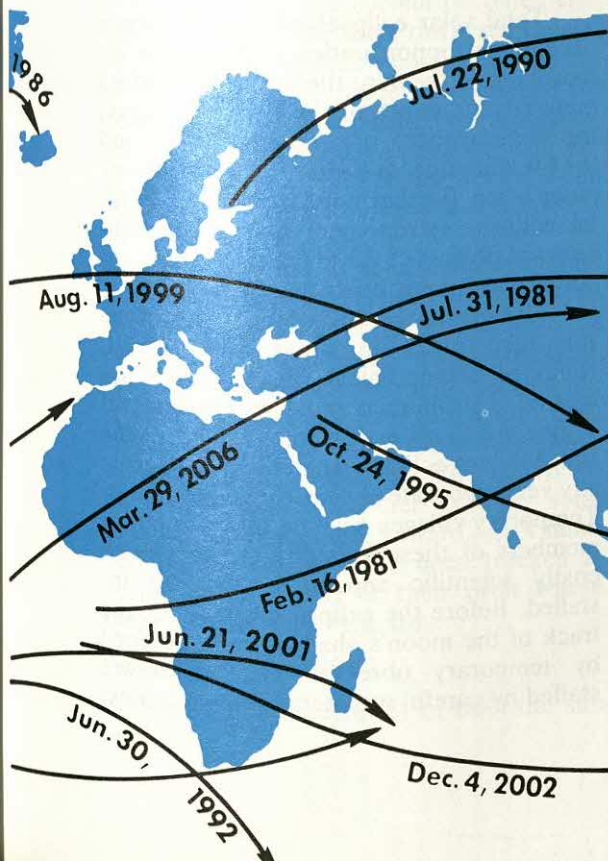 1986
Jul. 22, 1990
Aug. 11, 1999
Jul. 31, 1981
Oct. 24, 1995
Mar. 29, 2006
Feb. 16, 1981
Jun. 21, 2001
Jun. 30,
1992
Dec. 4, 2002